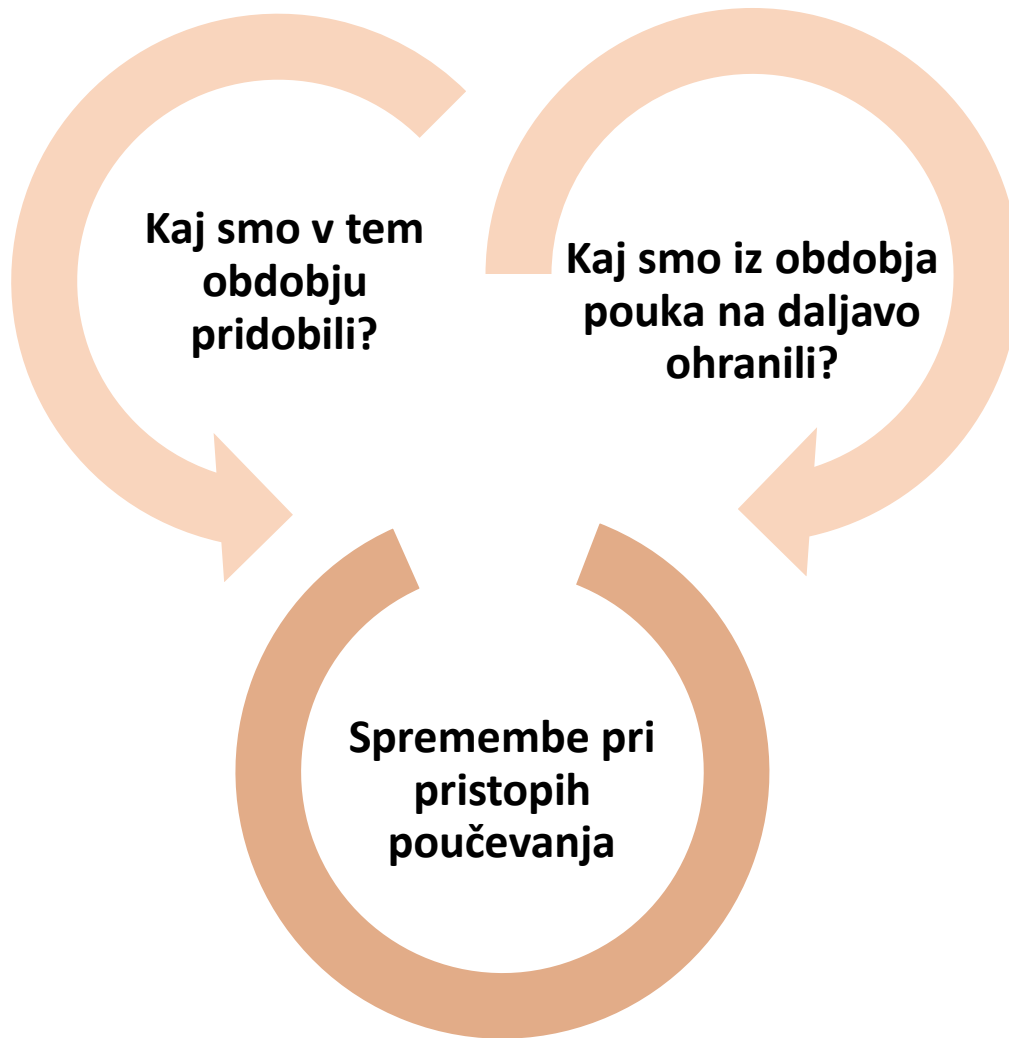 Kaj smo v tem
obdobju
pridobili?
Kaj smo iz obdobja
pouka na daljavo
ohranili?
Spremembe pri
pristopih
poučevanja